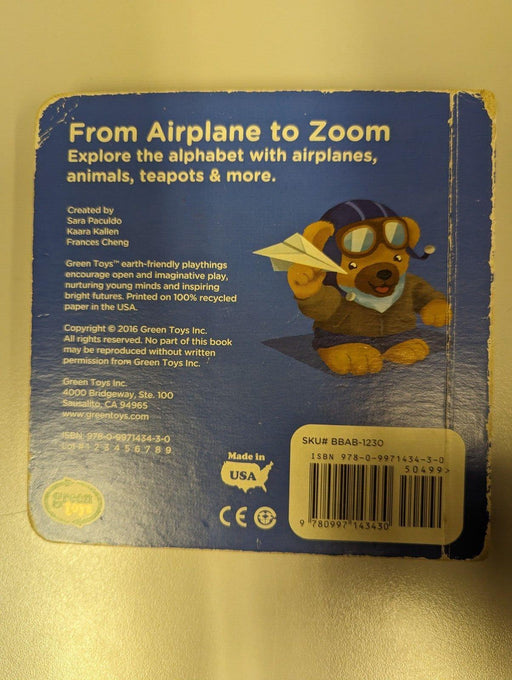 From Airplane to Zoom
Explore the alphabet with airplanes,
animals, teapots & more.
Created by
Sara Paculdo
Kaara Kallen
Frances Cheng
Green Toys™ earth-friendly playthings
encourage open and imaginative play,
nurturing young minds and inspiring
bright futures. Printed on 100% recycled
paper in the USA.
Copyright © 2016 Green Toys Inc.
All rights reserved. No part of this book
may be reproduced without written
permission from Green Toys Inc.
Green Toys Inc.
4000 Bridgeway, Ste. 100
Sausalito, CA 94965
www.greentoys.com
ISBN: 978-0-9971434-3-0
Lot #1 2 3 4 5 6 7 8 9
green
toys
Made in
USA
CE
SKU# BBAB-1230
ISBN 978-0-9971434-3-0
50499>
9 780997 143430